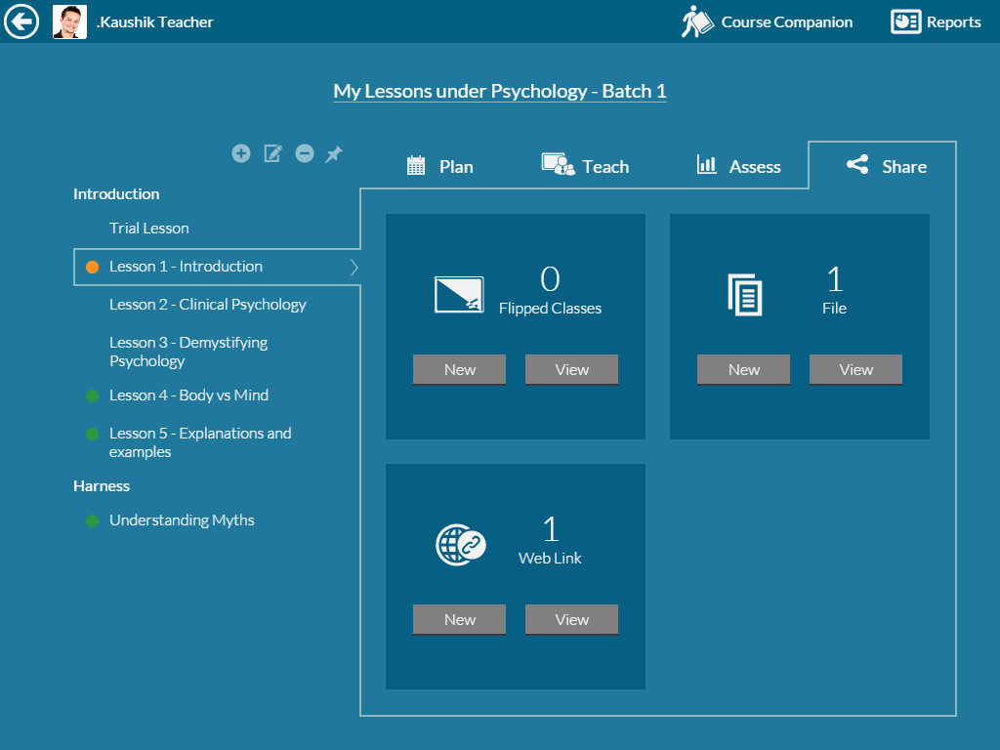 .Kaushik Teacher
Course Companion
Reports
My Lessons under Psychology - Batch 1
Plan
Teach
Assess
Share
Introduction
Trial Lesson
Lesson 1 - Introduction
Lesson 2 - Clinical Psychology
Lesson 3 - Demystifying
Psychology
Lesson 4 - Body vs Mind
Lesson 5 - Explanations and
examples
Harness
Understanding Myths
0
Flipped Classes
New
View
1
File
New
View
1
Web Link
New
View